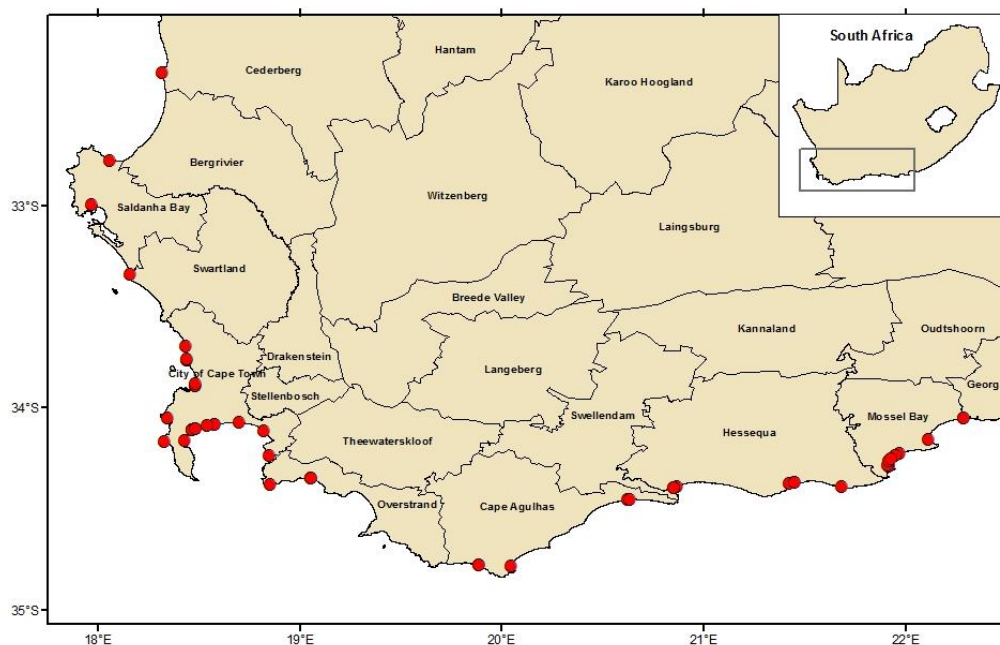 South Africa
Hantam
Cederberg
Karoo Hoogland
Bergrivier
Witzenberg
33°S
Saldanha Bay
Laingsburg
Swartland
Breede Valley
Kannaland
Oudtshoorn
Drakenstein
City of Cape Town
Langeberg
Georg
Stellenbosch
34°S
Swellendam
Mossel Bay
Hessequa
Theewaterskloof
Overstrand
Cape Agulhas
35°S
18°E
19°E
20°E
21°E
22°E